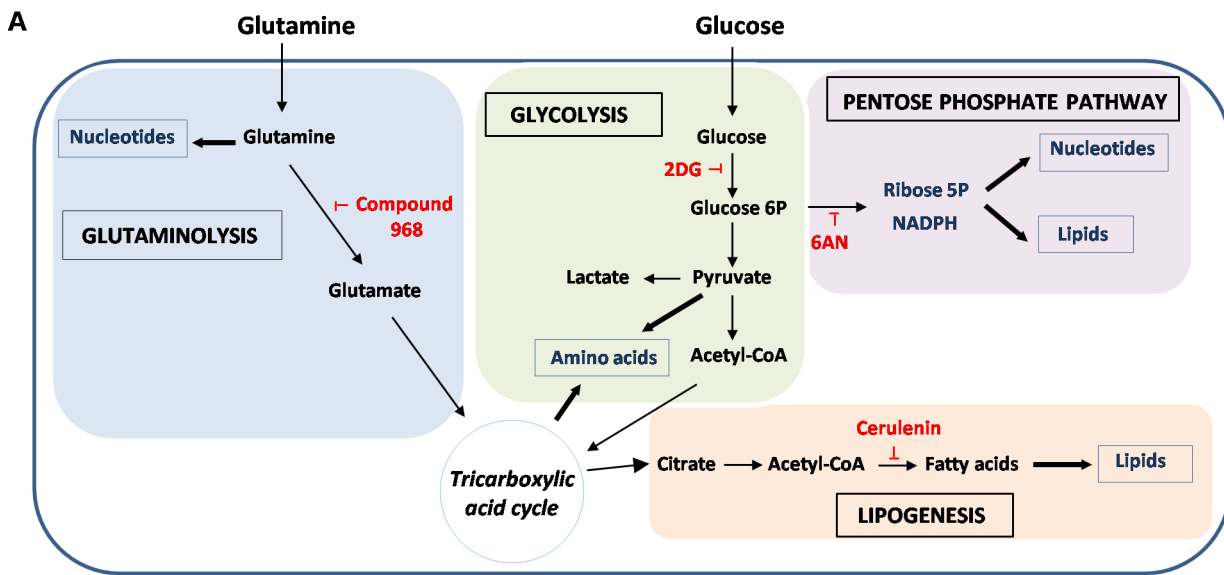 A
Glutamine
Glucose
Nucleotides
Glutamine
Compound
968
GLUTAMINOLYSIS
Glutamate
GLYCOLYSIS
Glucose
2DG
Glucose 6P
Lactate
Pyruvate
Amino acids
Acetyl-CoA
PENTOSE PHOSPHATE PATHWAY
Nucleotides
Ribose 5P
NADPH
6AN
Lipids
Tricarboxylic
acid cycle
Cerulenin
Citrate
Acetyl-CoA
Fatty acids
Lipids
LIPOGENESIS